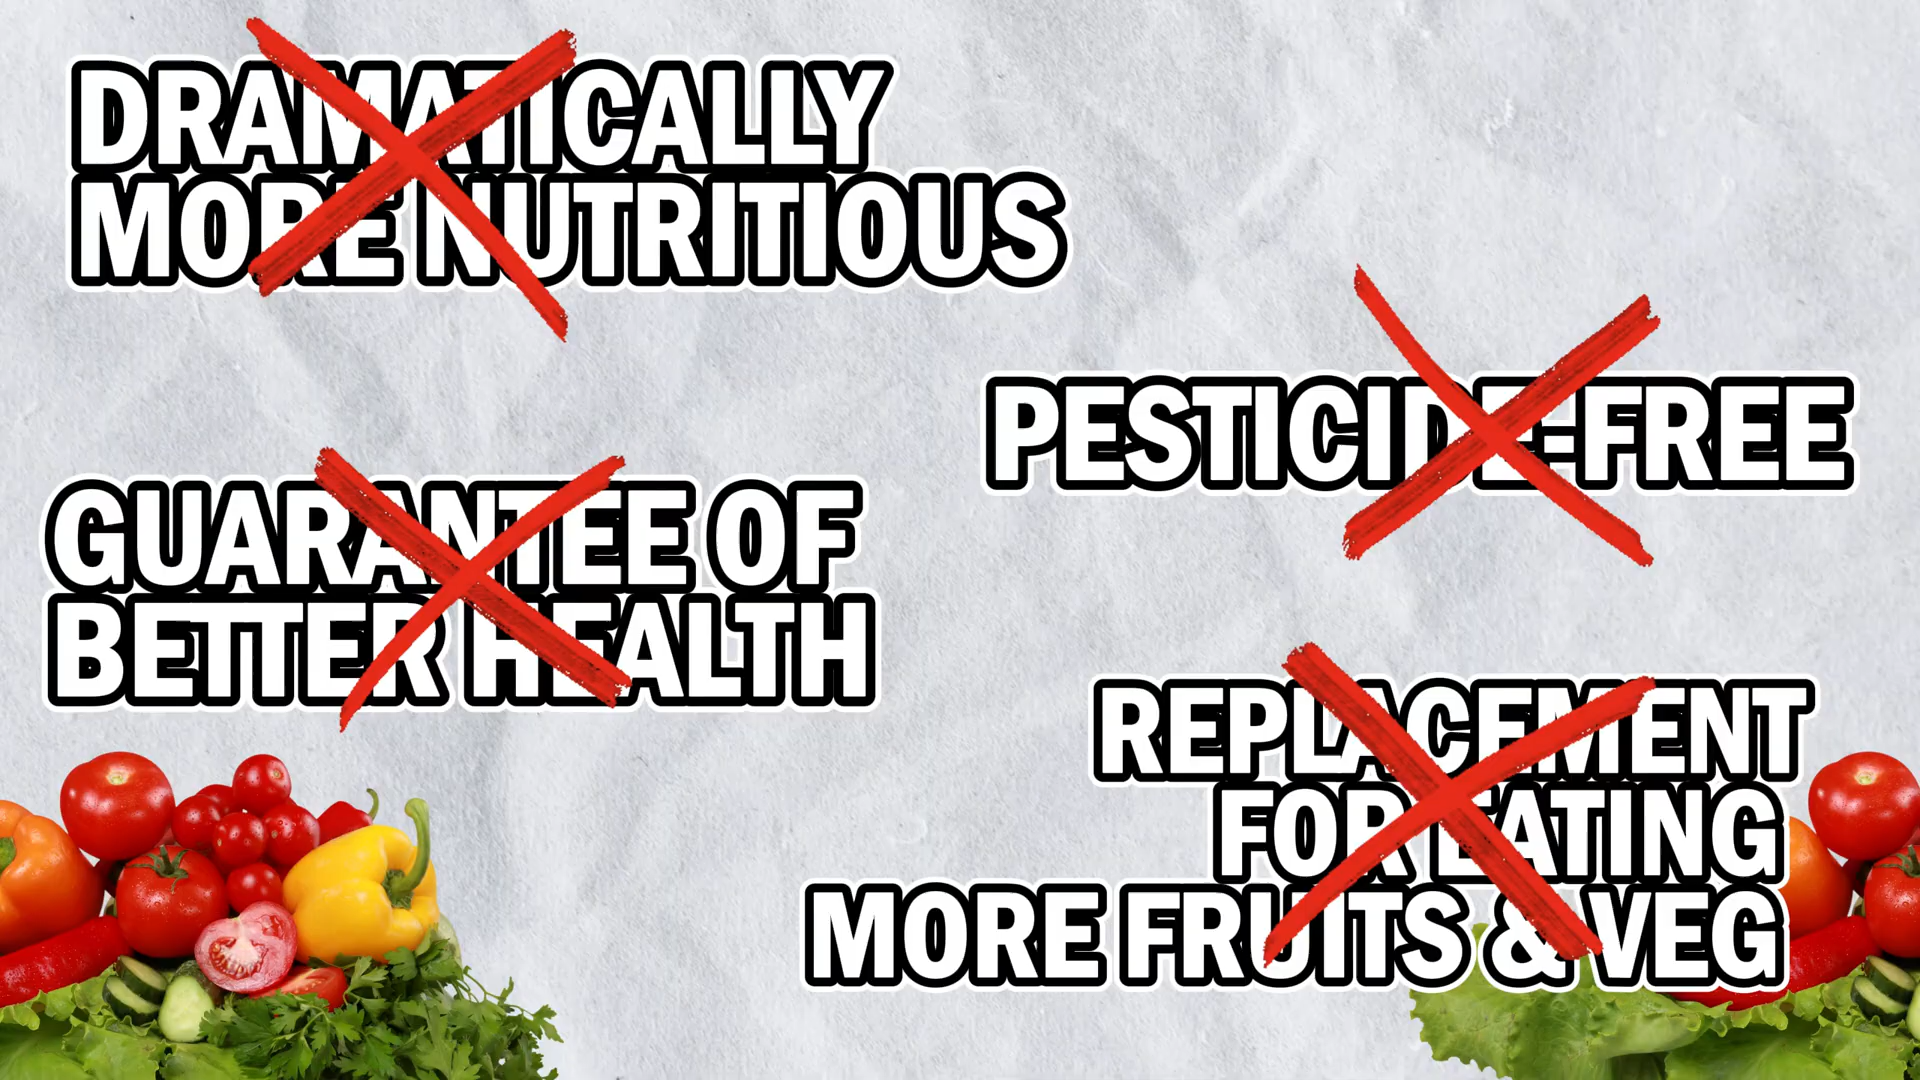 DRAMATICALLY
MORE NUTRITIOUS
PESTICIDE-FREE
GUARANTEE OF
BETTER HEALTH
REPLACEMENT
FOR EATING
MORE FRUITS & VEG